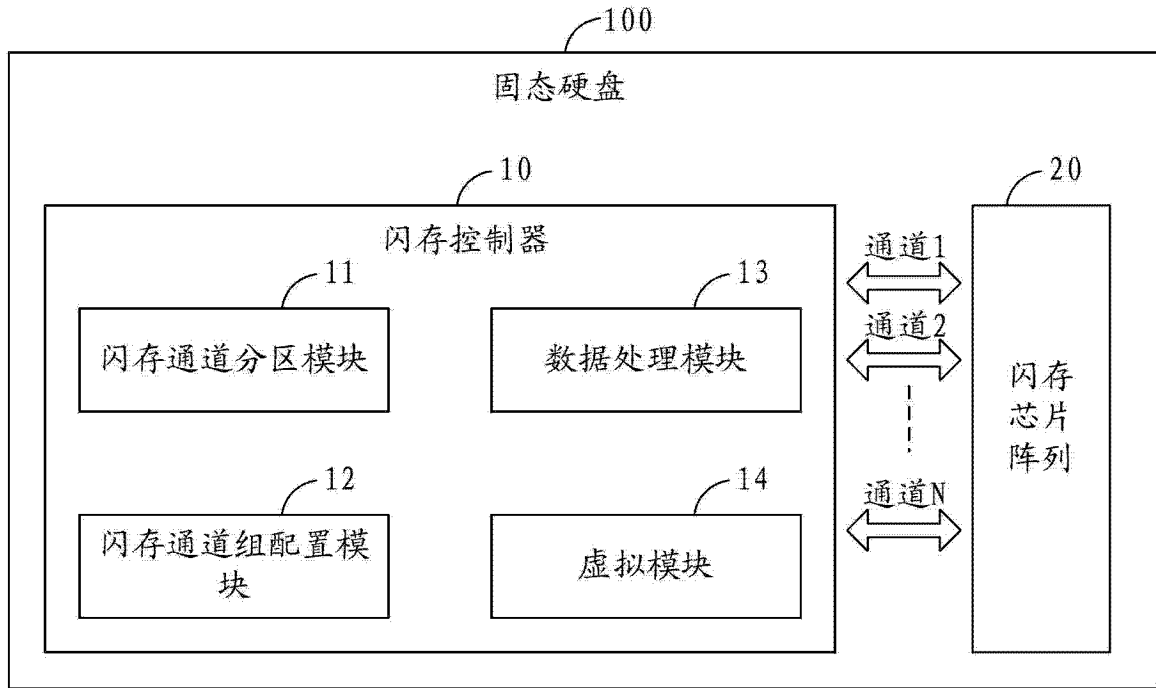 100
固态硬盘
10
20
闪存控制器
通道1
11
13
闪存通道分区模块
数据处理模块
通道2
闪存
芯片
阵列
12
14
通道N
闪存通道组配置模
块
虚拟模块